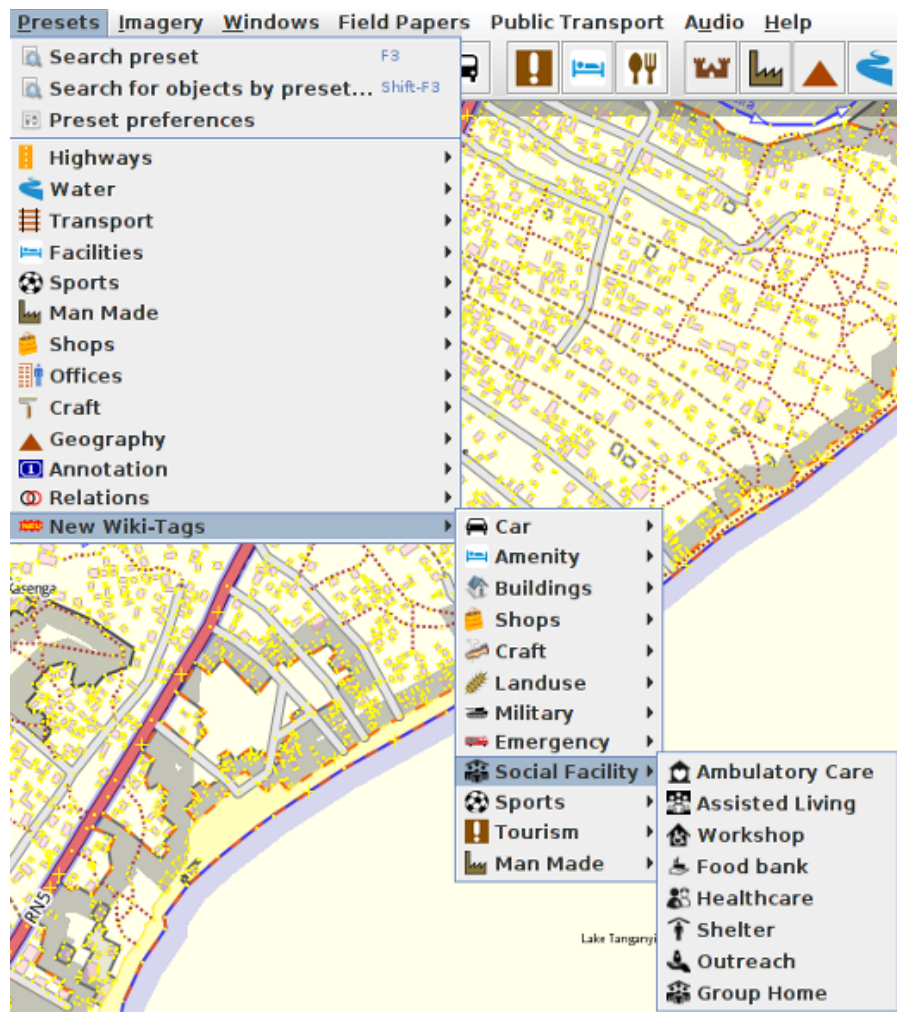 Presets Imagery Windows Field Papers Public Transport Audio Help
Search preset F3
Search for objects by preset... Shift-F3
Preset preferences
Highways
Water
Transport
Facilities
Sports
Man Made
Shops
Offices
Craft
Geography
Annotation
Relations
New Wiki-Tags
Car
Amenity
Buildings
Shops
Craft
Landuse
Military
Emergency
Social Facility
Sports
Tourism
Man Made
Ambulatory Care
Assisted Living
Workshop
Food bank
Healthcare
Shelter
Outreach
Group Home
RN5
Lake Tanganyi